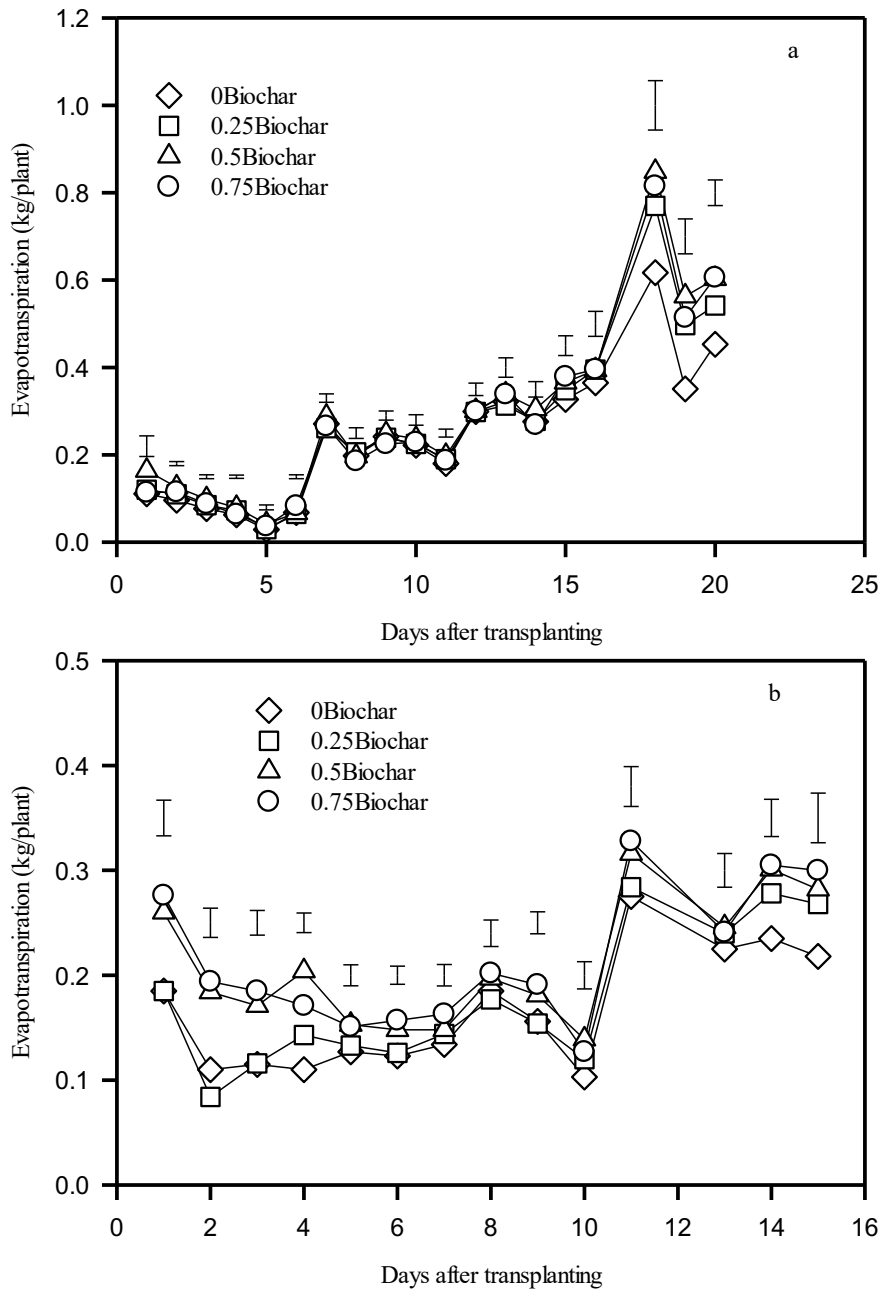 1.2
a
0Biochar
1.0
0.25Biochar
0.5Biochar
0.8
0.75Biochar
0.6
Evapotranspiration (kg/plant)
0.4
0.2
0.0
0 5 10 15 20 25
Days after transplanting
0.5
b
0Biochar
0.25Biochar
0.4
0.5Biochar
0.75Biochar
0.3
Evapotranspiration (kg/plant)
0.2
0.1
0.0
0 2 4 6 8 10 12 14 16
Days after transplanting